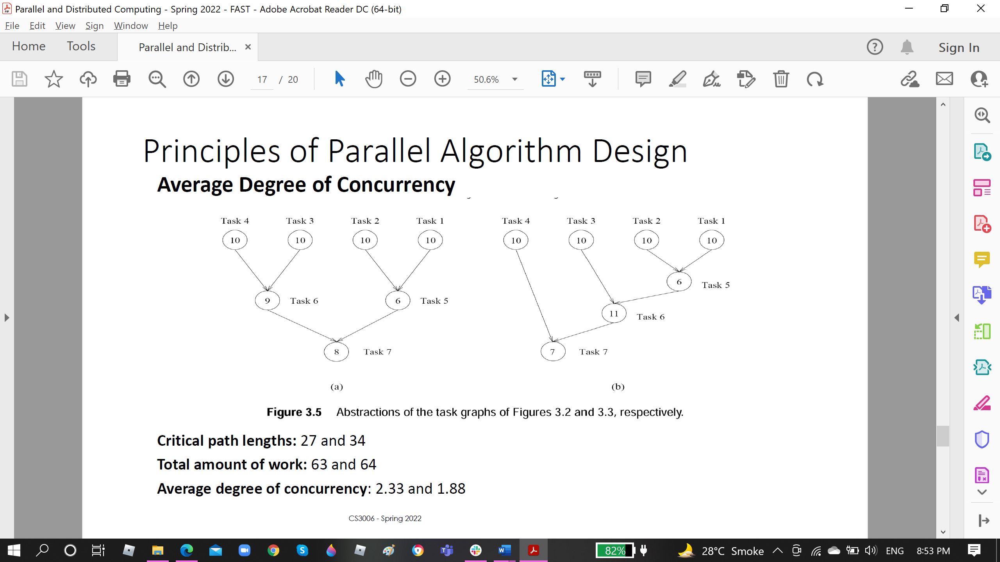 Parallel and Distributed Computing - Spring 2022 - FAST - Adobe Acrobat Reader DC (64-bit)
File Edit View Sign Window Help
Home Tools Parallel and Distrib... Sign In
17 / 20 50.6%
Principles of Parallel Algorithm Design
Average Degree of Concurrency
Task 4 Task 3 Task 2 Task 1 Task 4 Task 3 Task 2 Task 1
10 10 10 10 10 10 10 10
6 Task 5
9 Task 6 6 Task 5
11 Task 6
8 Task 7 7 Task 7
(a) (b)
Figure 3.5 Abstractions of the task graphs of Figures 3.2 and 3.3, respectively.
Critical path lengths: 27 and 34
Total amount of work: 63 and 64
Average degree of concurrency: 2.33 and 1.88
CS3006 - Spring 2022
82% 28°C Smoke ENG 8:53 PM